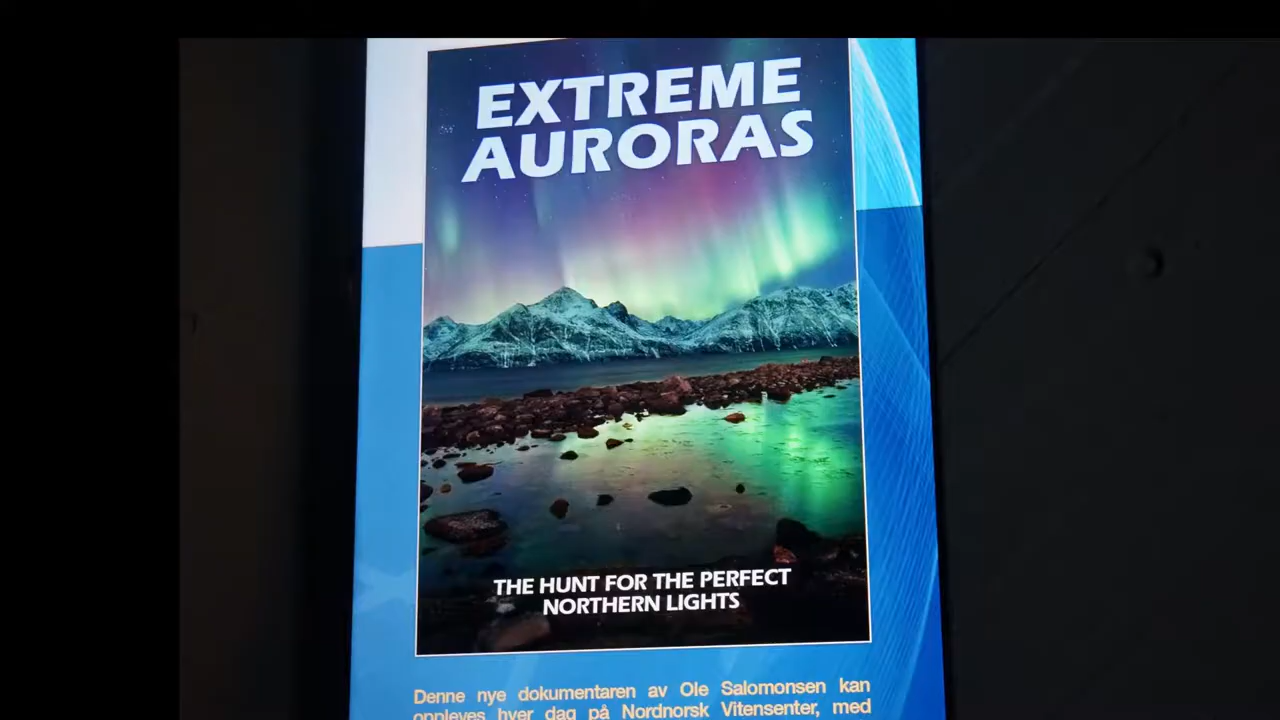 EXTREME
AURORAS
THE HUNT FOR THE PERFECT
NORTHERN LIGHTS
Denne nye dokumentaren av Ole Salomonsen kan
oppleves hver dag på Nordnorsk Vitensenter, med